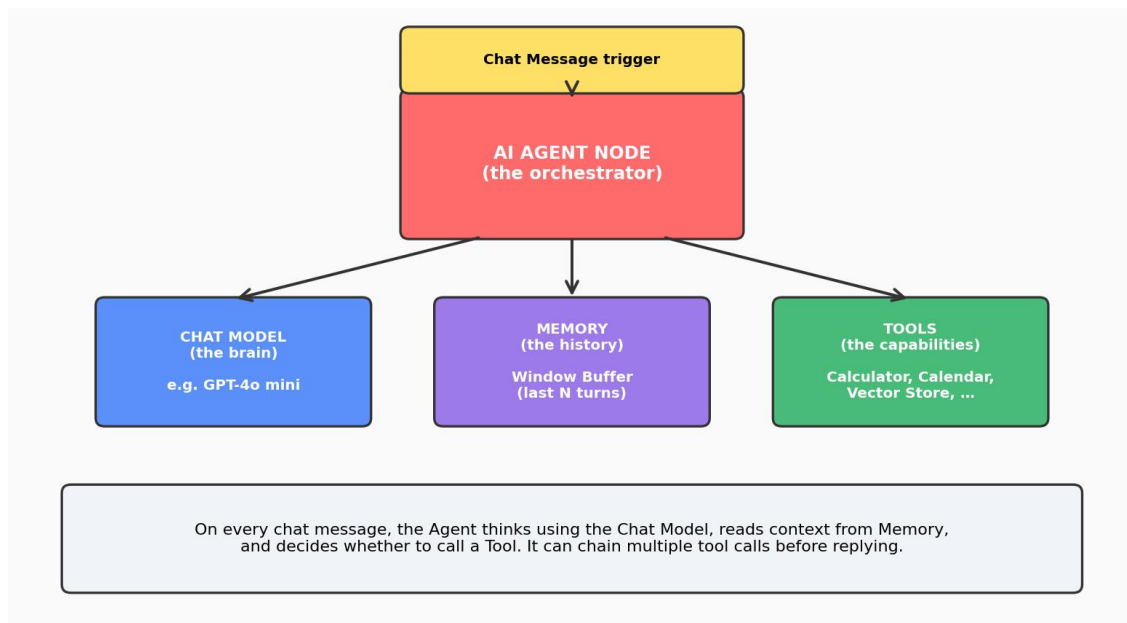 Chat Message trigger
AI AGENT NODE
(the orchestrator)
CHAT MODEL
(the brain)
e.g. GPT-4o mini
MEMORY
(the history)
Window Buffer
(last N turns)
TOOLS
(the capabilities)
Calculator, Calendar,
Vector Store, …
On every chat message, the Agent thinks using the Chat Model, reads context from Memory,
and decides whether to call a Tool. It can chain multiple tool calls before replying.